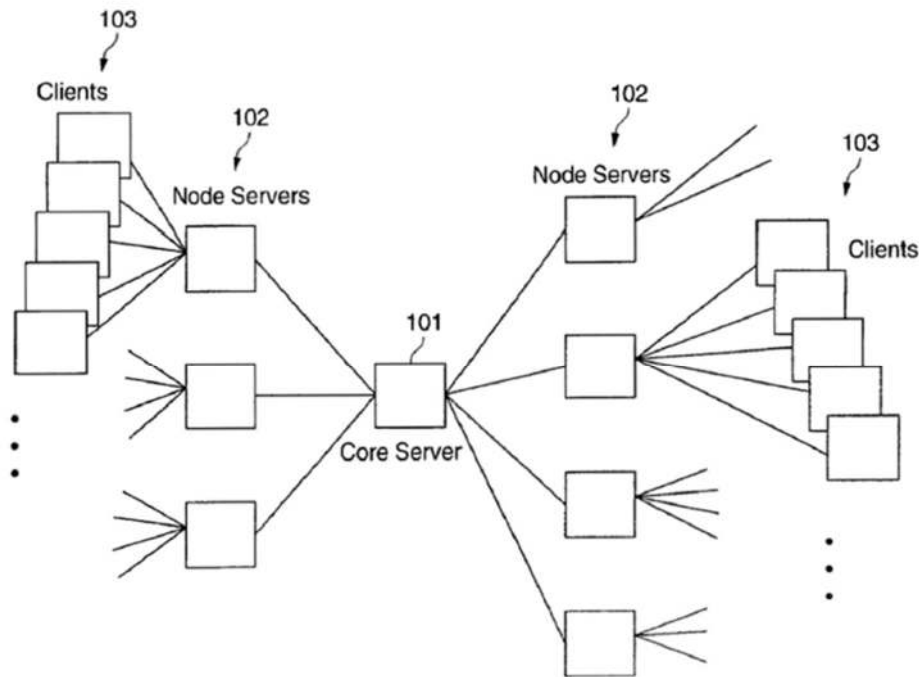 103
Clients
102
Node Servers
102
Node Servers
103
Clients
101
Core Server